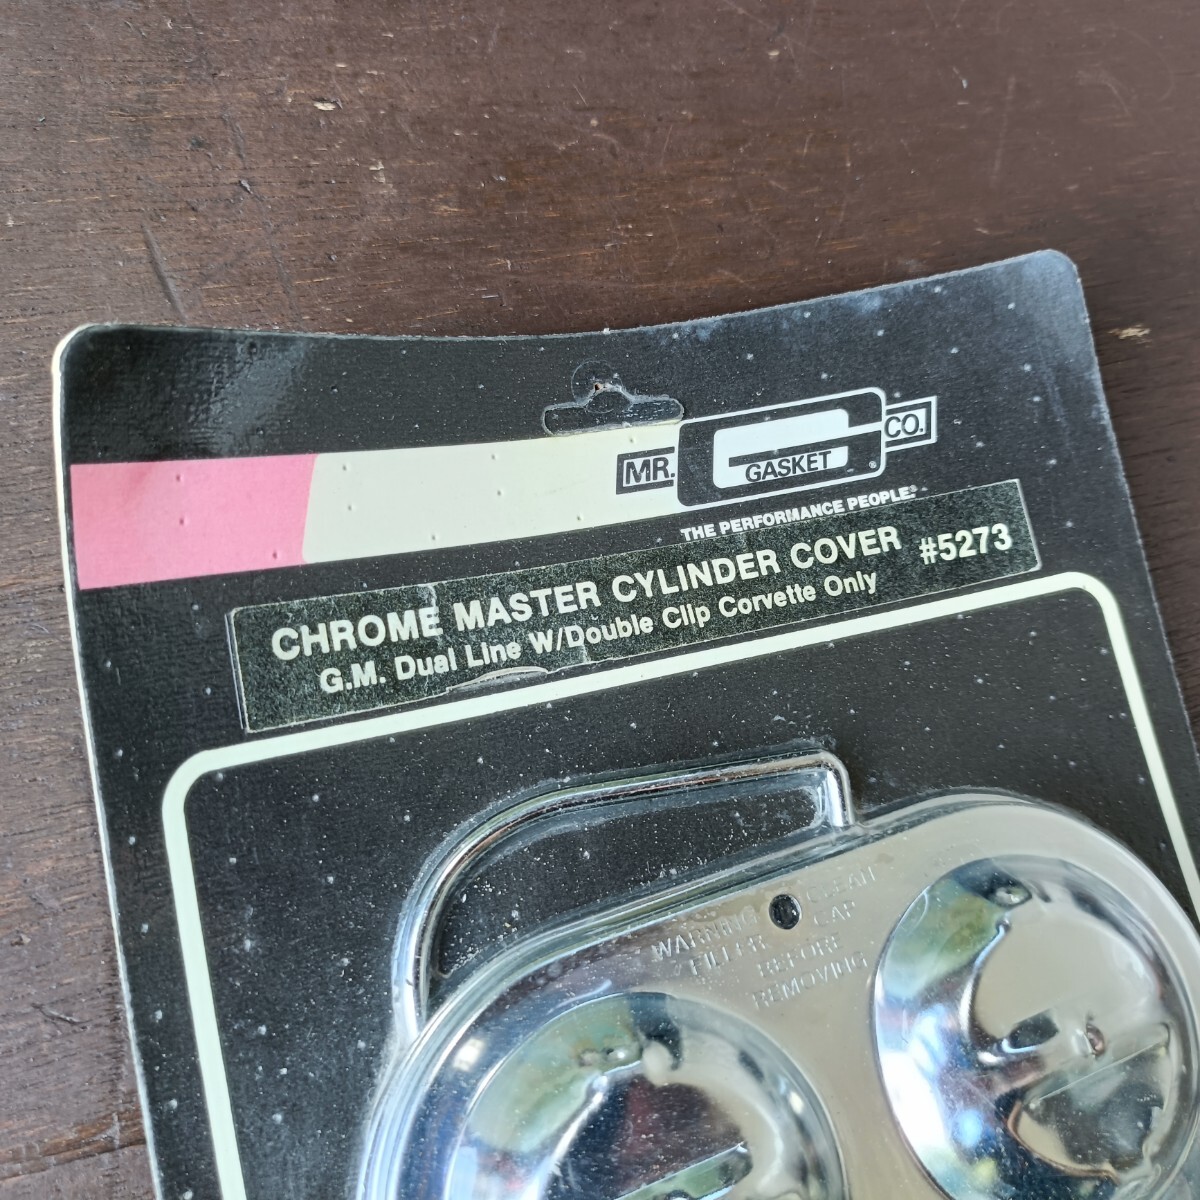 MR. GASKET CO.
THE PERFORMANCE PEOPLE®
CHROME MASTER CYLINDER COVER #5273
G.M. Dual Line W/Double Clip Corvette Only
WARNING CLEAN
FILLER CAP
BEFORE
REMOVING